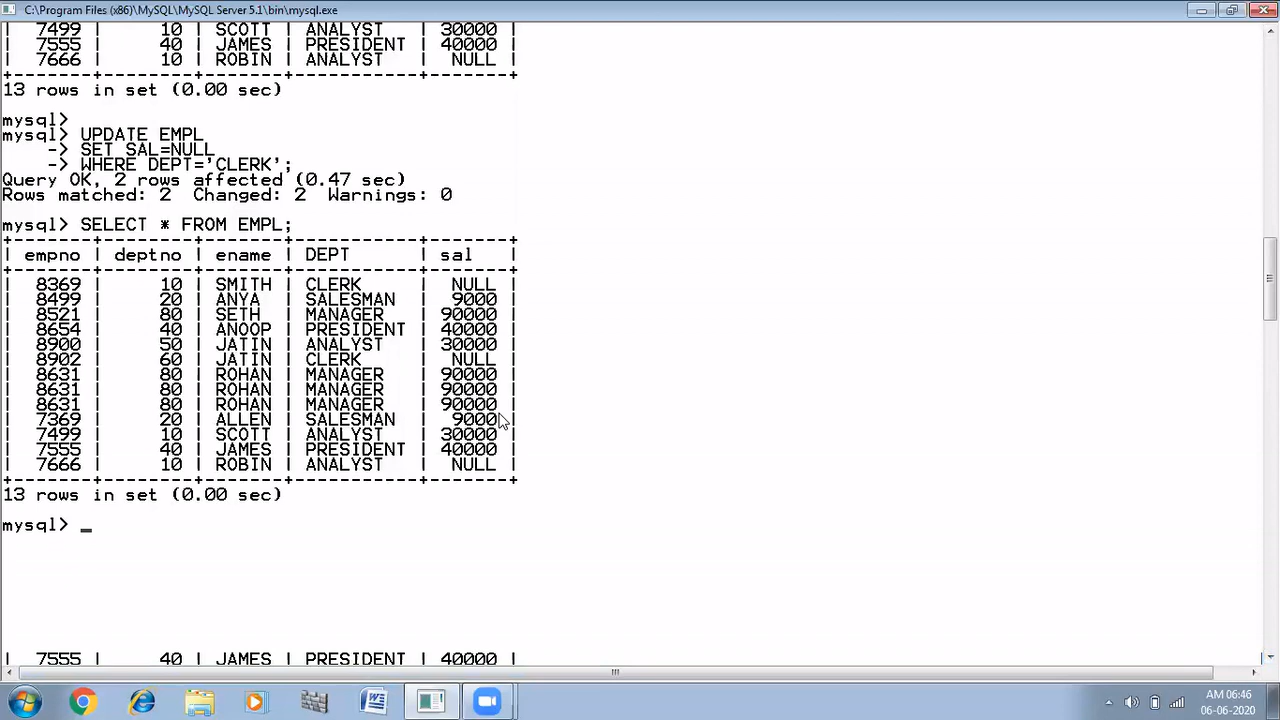 C:\Program Files (x86)\MySQL\MySQL Server 5.1\bin\mysql.exe
| 7499 | 10 | SCOTT | ANALYST | 30000 |
| 7555 | 40 | JAMES | PRESIDENT | 40000 |
| 7666 | 10 | ROBIN | ANALYST | NULL |
+--------+---------+--------+-----------+-------+
13 rows in set (0.00 sec)
mysql>
mysql> UPDATE EMPL
-> SET SAL=NULL
-> WHERE DEPT='CLERK';
Query OK, 2 rows affected (0.47 sec)
Rows matched: 2 Changed: 2 Warnings: 0
mysql> SELECT * FROM EMPL;
+--------+---------+--------+-----------+-------+
| empno | deptno | ename | DEPT | sal |
+--------+---------+--------+-----------+-------+
| 8369 | 10 | SMITH | CLERK | NULL |
| 8499 | 20 | ANYA | SALESMAN | 9000 |
| 8521 | 80 | SETH | MANAGER | 90000 |
| 8654 | 40 | ANOOP | PRESIDENT | 40000 |
| 8900 | 50 | JATIN | ANALYST | 30000 |
| 8902 | 60 | JATIN | CLERK | NULL |
| 8631 | 80 | ROHAN | MANAGER | 90000 |
| 8631 | 80 | ROHAN | MANAGER | 90000 |
| 8631 | 80 | ROHAN | MANAGER | 90000 |
| 7369 | 20 | ALLEN | SALESMAN | 9000 |
| 7499 | 10 | SCOTT | ANALYST | 30000 |
| 7555 | 40 | JAMES | PRESIDENT | 40000 |
| 7666 | 10 | ROBIN | ANALYST | NULL |
+--------+---------+--------+-----------+-------+
13 rows in set (0.00 sec)
mysql> _
| 7555 | 40 | JAMES | PRESIDENT | 40000 |
AM 06:46
06-06-2020